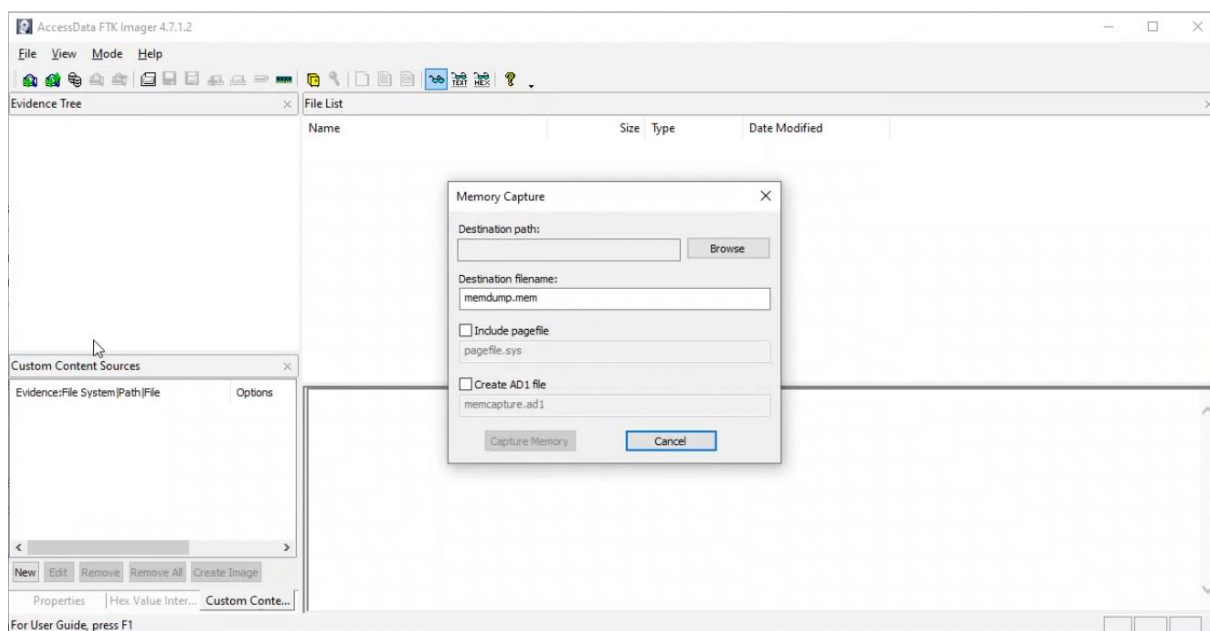 AccessData FTK Imager 4.7.1.2
File View Mode Help
TEXT HEX
Evidence Tree
File List
Name Size Type Date Modified
Memory Capture
Destination path:
Browse
Destination filename:
memdump.mem
Include pagefile
pagefile.sys
Create AD1 file
memcapture.ad1
Capture Memory Cancel
Custom Content Sources
Evidence:File System|Path|File Options
New Edit Remove Remove All Create Image
Properties Hex Value Inter... Custom Conte...
For User Guide, press F1